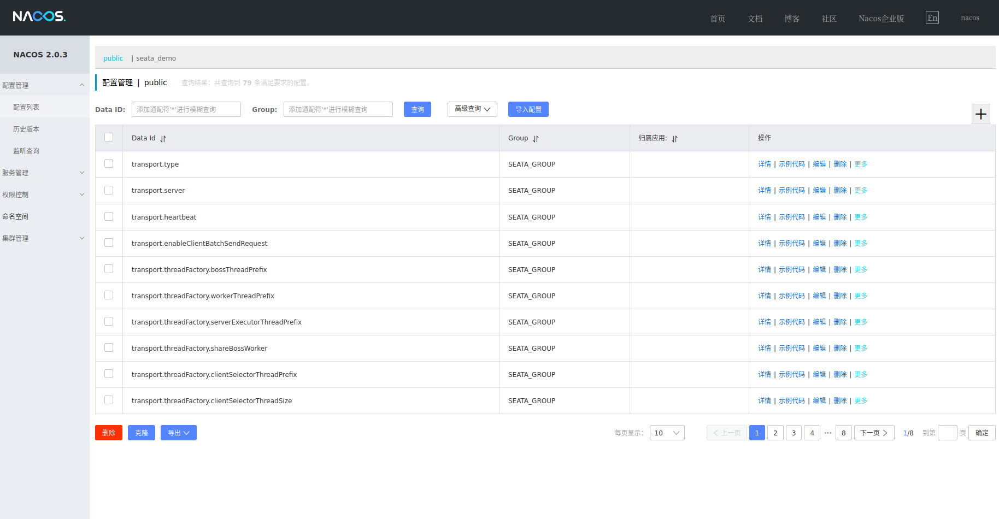 NACOS.
首页 文档 博客 社区 Nacos企业版 En nacos
NACOS 2.0.3
配置管理
配置列表
历史版本
监听查询
服务管理
权限控制
命名空间
集群管理
public | seata_demo
配置管理 | public 查询结果：共查询到 79 条满足要求的配置。
Data ID: 添加通配符'*'进行模糊查询 Group: 添加通配符'*'进行模糊查询 查询 高级查询 导入配置
Data Id Group 归属应用: 操作
transport.type SEATA_GROUP 详情 | 示例代码 | 编辑 | 删除 | 更多
transport.server SEATA_GROUP 详情 | 示例代码 | 编辑 | 删除 | 更多
transport.heartbeat SEATA_GROUP 详情 | 示例代码 | 编辑 | 删除 | 更多
transport.enableClientBatchSendRequest SEATA_GROUP 详情 | 示例代码 | 编辑 | 删除 | 更多
transport.threadFactory.bossThreadPrefix SEATA_GROUP 详情 | 示例代码 | 编辑 | 删除 | 更多
transport.threadFactory.workerThreadPrefix SEATA_GROUP 详情 | 示例代码 | 编辑 | 删除 | 更多
transport.threadFactory.serverExecutorThreadPrefix SEATA_GROUP 详情 | 示例代码 | 编辑 | 删除 | 更多
transport.threadFactory.shareBossWorker SEATA_GROUP 详情 | 示例代码 | 编辑 | 删除 | 更多
transport.threadFactory.clientSelectorThreadPrefix SEATA_GROUP 详情 | 示例代码 | 编辑 | 删除 | 更多
transport.threadFactory.clientSelectorThreadSize SEATA_GROUP 详情 | 示例代码 | 编辑 | 删除 | 更多
删除 克隆 导出 每页显示: 10 上一页 1 2 3 4 ••• 8 下一页 1/8 到第 页 确定